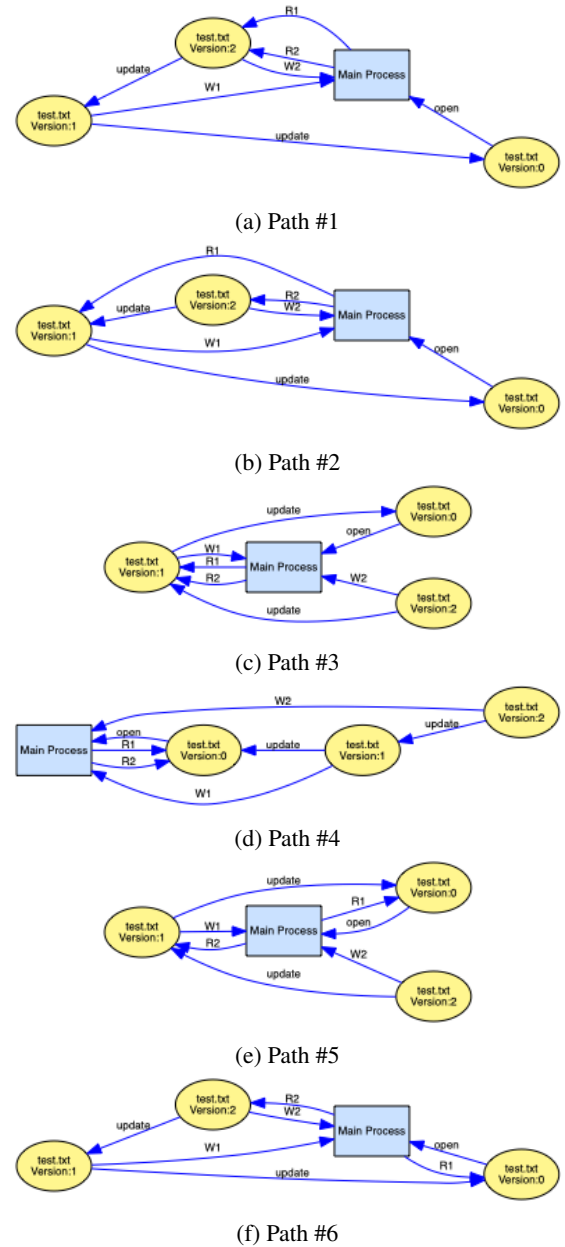 R1
test.txt
Version:2
R2
W2
Main Process
update
test.txt
Version:1
W1
open
update
test.txt
Version:0
(a) Path #1
R1
test.txt
Version:2
R2
W2
Main Process
update
test.txt
Version:1
W1
open
update
test.txt
Version:0
(b) Path #2
update
test.txt
Version:0
open
test.txt
Version:1
W1
R1
R2
Main Process
W2
test.txt
Version:2
update
(c) Path #3
W2
test.txt
Version:2
update
Main Process
open
R1
R2
test.txt
Version:0
update
test.txt
Version:1
W1
(d) Path #4
update
test.txt
Version:0
R1
open
test.txt
Version:1
W1
R2
Main Process
W2
update
test.txt
Version:2
(e) Path #5
test.txt
Version:2
R2
W2
Main Process
update
test.txt
Version:1
W1
open
R1
update
test.txt
Version:0
(f) Path #6